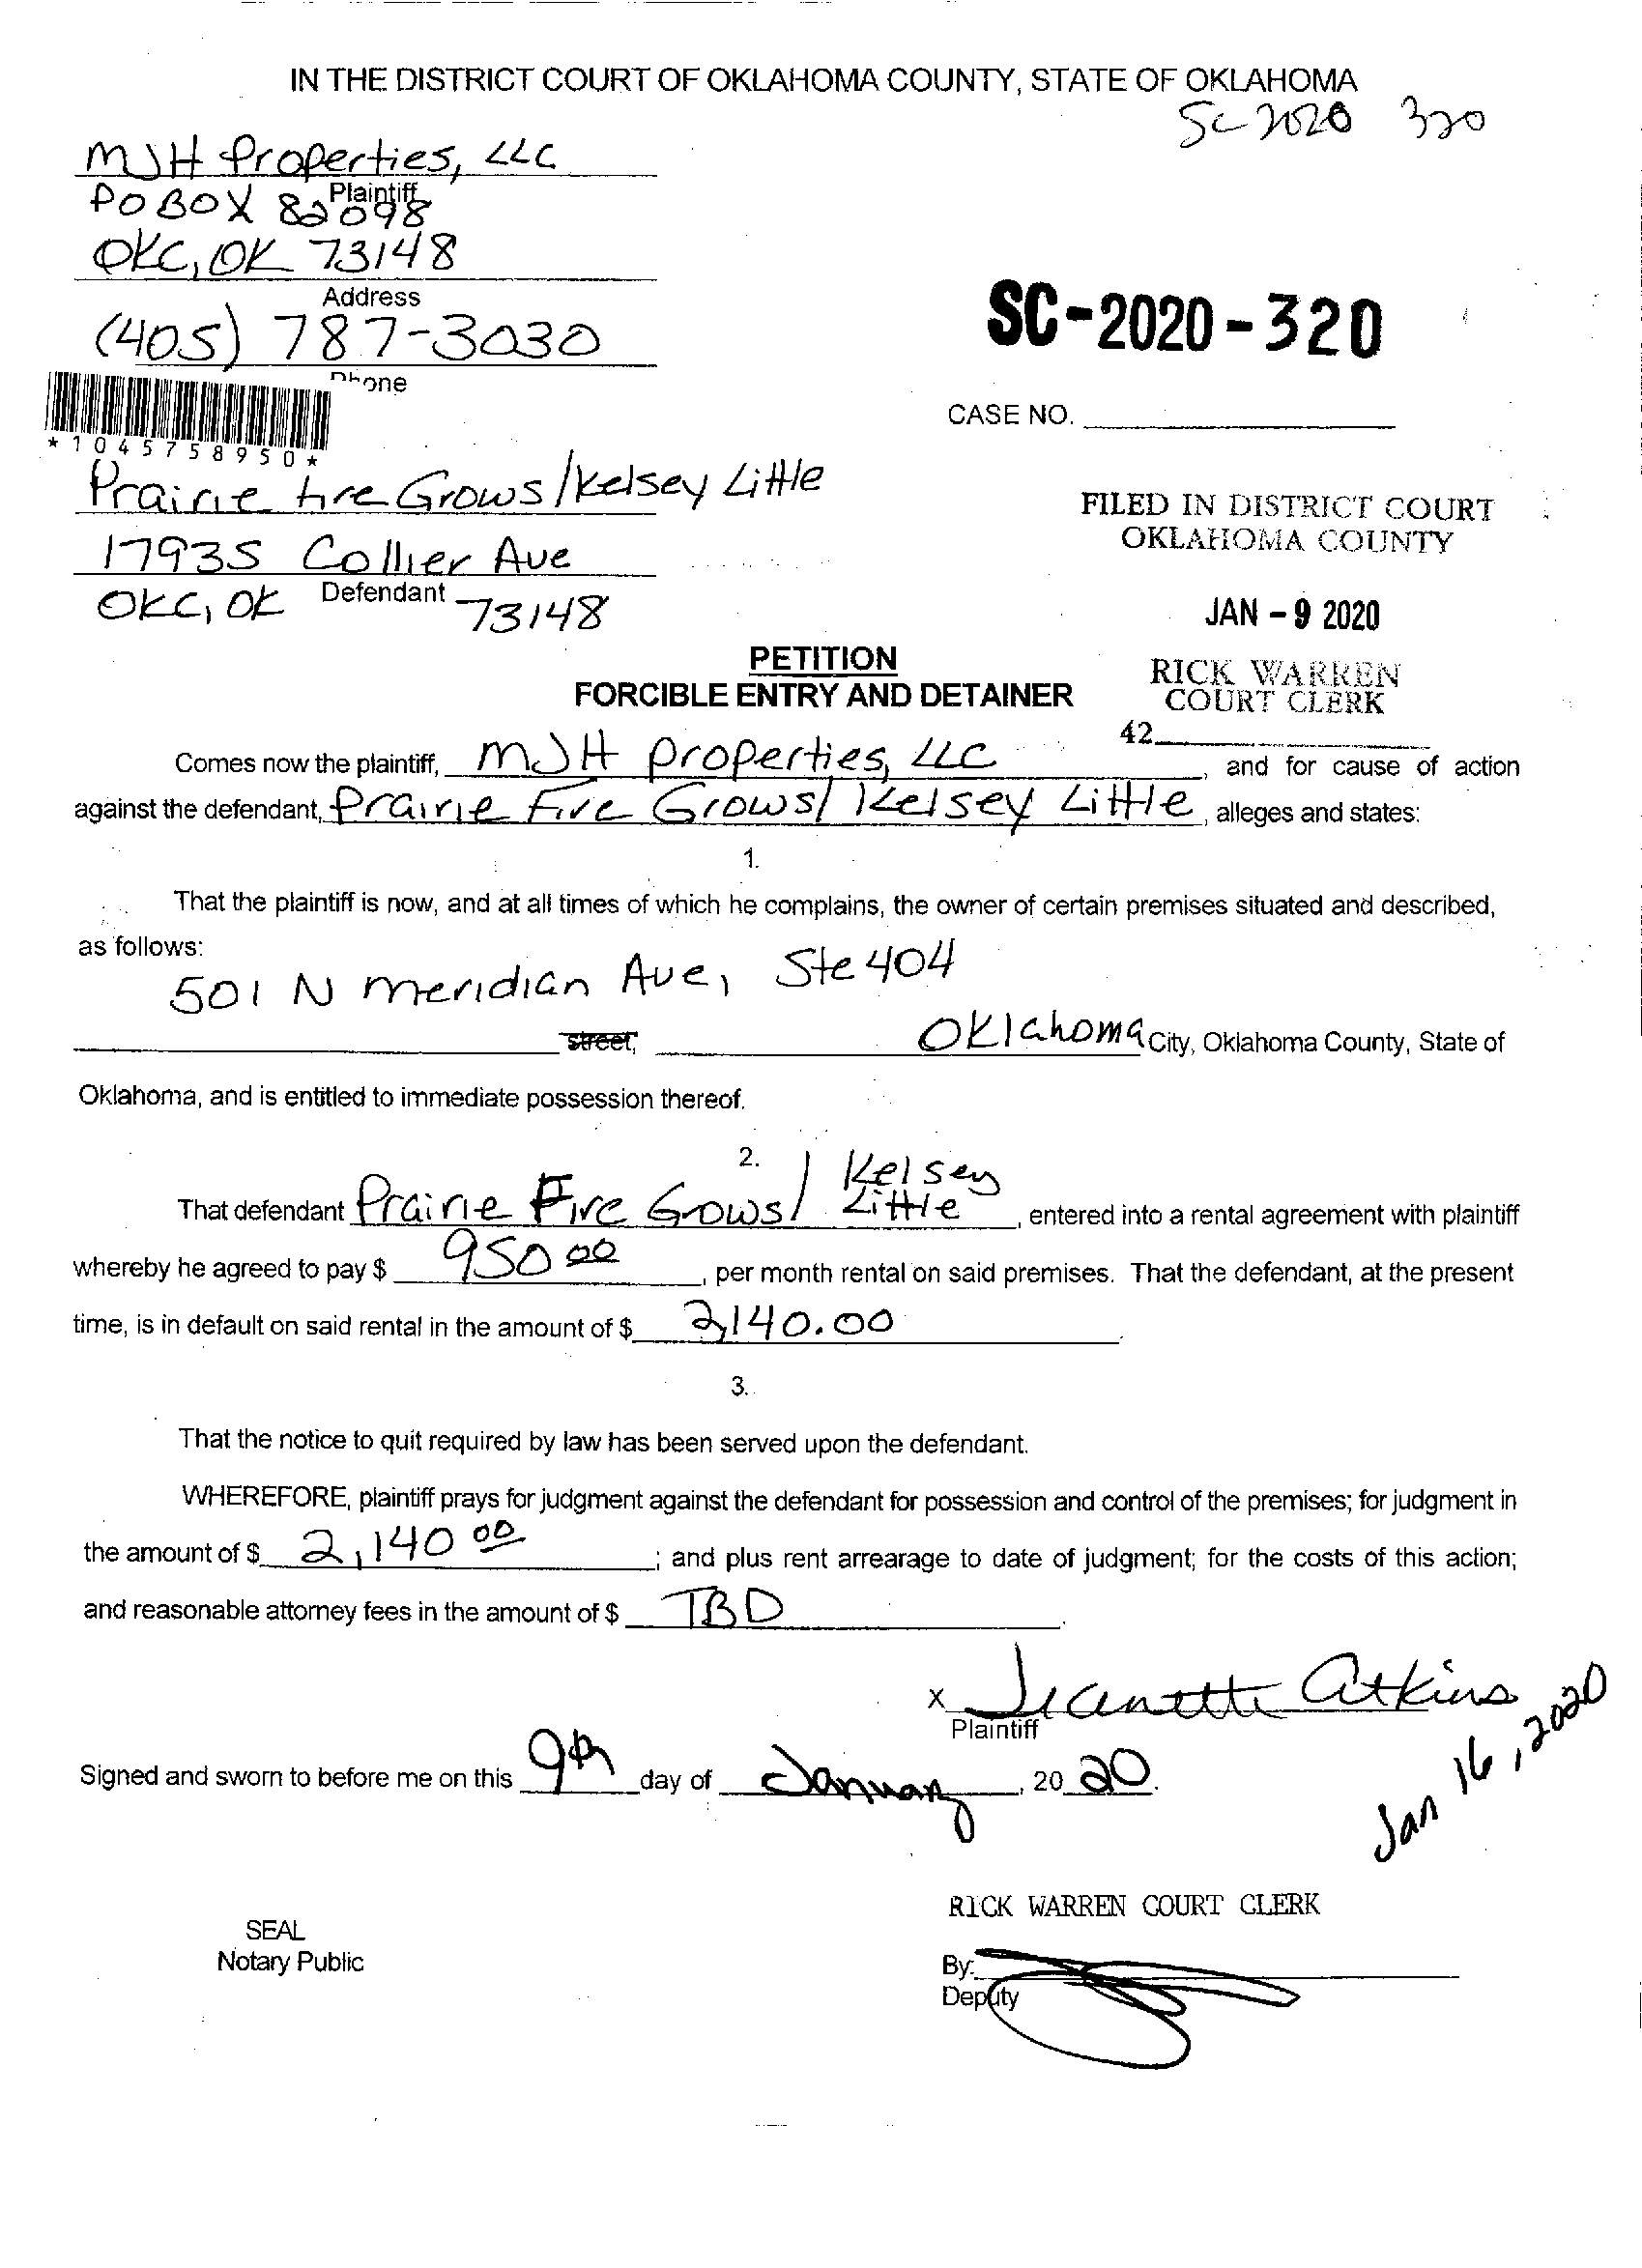 IN THE DISTRICT COURT OF OKLAHOMA COUNTY, STATE OF OKLAHOMA
SC-2020 320
MJH Properties, LLC
Plaintiff
PO BOX 82098
OKC, OK 73148
Address
(405) 787-3030
Phone
SC-2020-320
CASE NO.
*1045758950*
Prairie Fire Grows/Kelsey Little
17935 Collier Ave
Defendant
OKC, OK 73148
FILED IN DISTRICT COURT
OKLAHOMA COUNTY
JAN - 9 2020
RICK WARREN
COURT CLERK
42
PETITION
FORCIBLE ENTRY AND DETAINER
Comes now the plaintiff, MJH Properties, LLC, and for cause of action
against the defendant, Prairie Fire Grows/ Kelsey Little, alleges and states:
1.
That the plaintiff is now, and at all times of which he complains, the owner of certain premises situated and described,
as follows:
501 N Meridian Ave, Ste 404
street, Oklahoma City, Oklahoma County, State of
Oklahoma, and is entitled to immediate possession thereof.
2.
That defendant Prairie Fire Grows/ Kelsey Little, entered into a rental agreement with plaintiff
whereby he agreed to pay $ 950 00, per month rental on said premises. That the defendant, at the present
time, is in default on said rental in the amount of $ 2,140.00.
3.
That the notice to quit required by law has been served upon the defendant.
WHEREFORE, plaintiff prays for judgment against the defendant for possession and control of the premises; for judgment in
the amount of $ 2,140 00; and plus rent arrearage to date of judgment; for the costs of this action;
and reasonable attorney fees in the amount of $ TBD.
x Jeanette Atkins
Plaintiff
Jan 16, 2020
Signed and sworn to before me on this 9th day of January, 20 20.
RICK WARREN COURT CLERK
SEAL
Notary Public
By:
Deputy